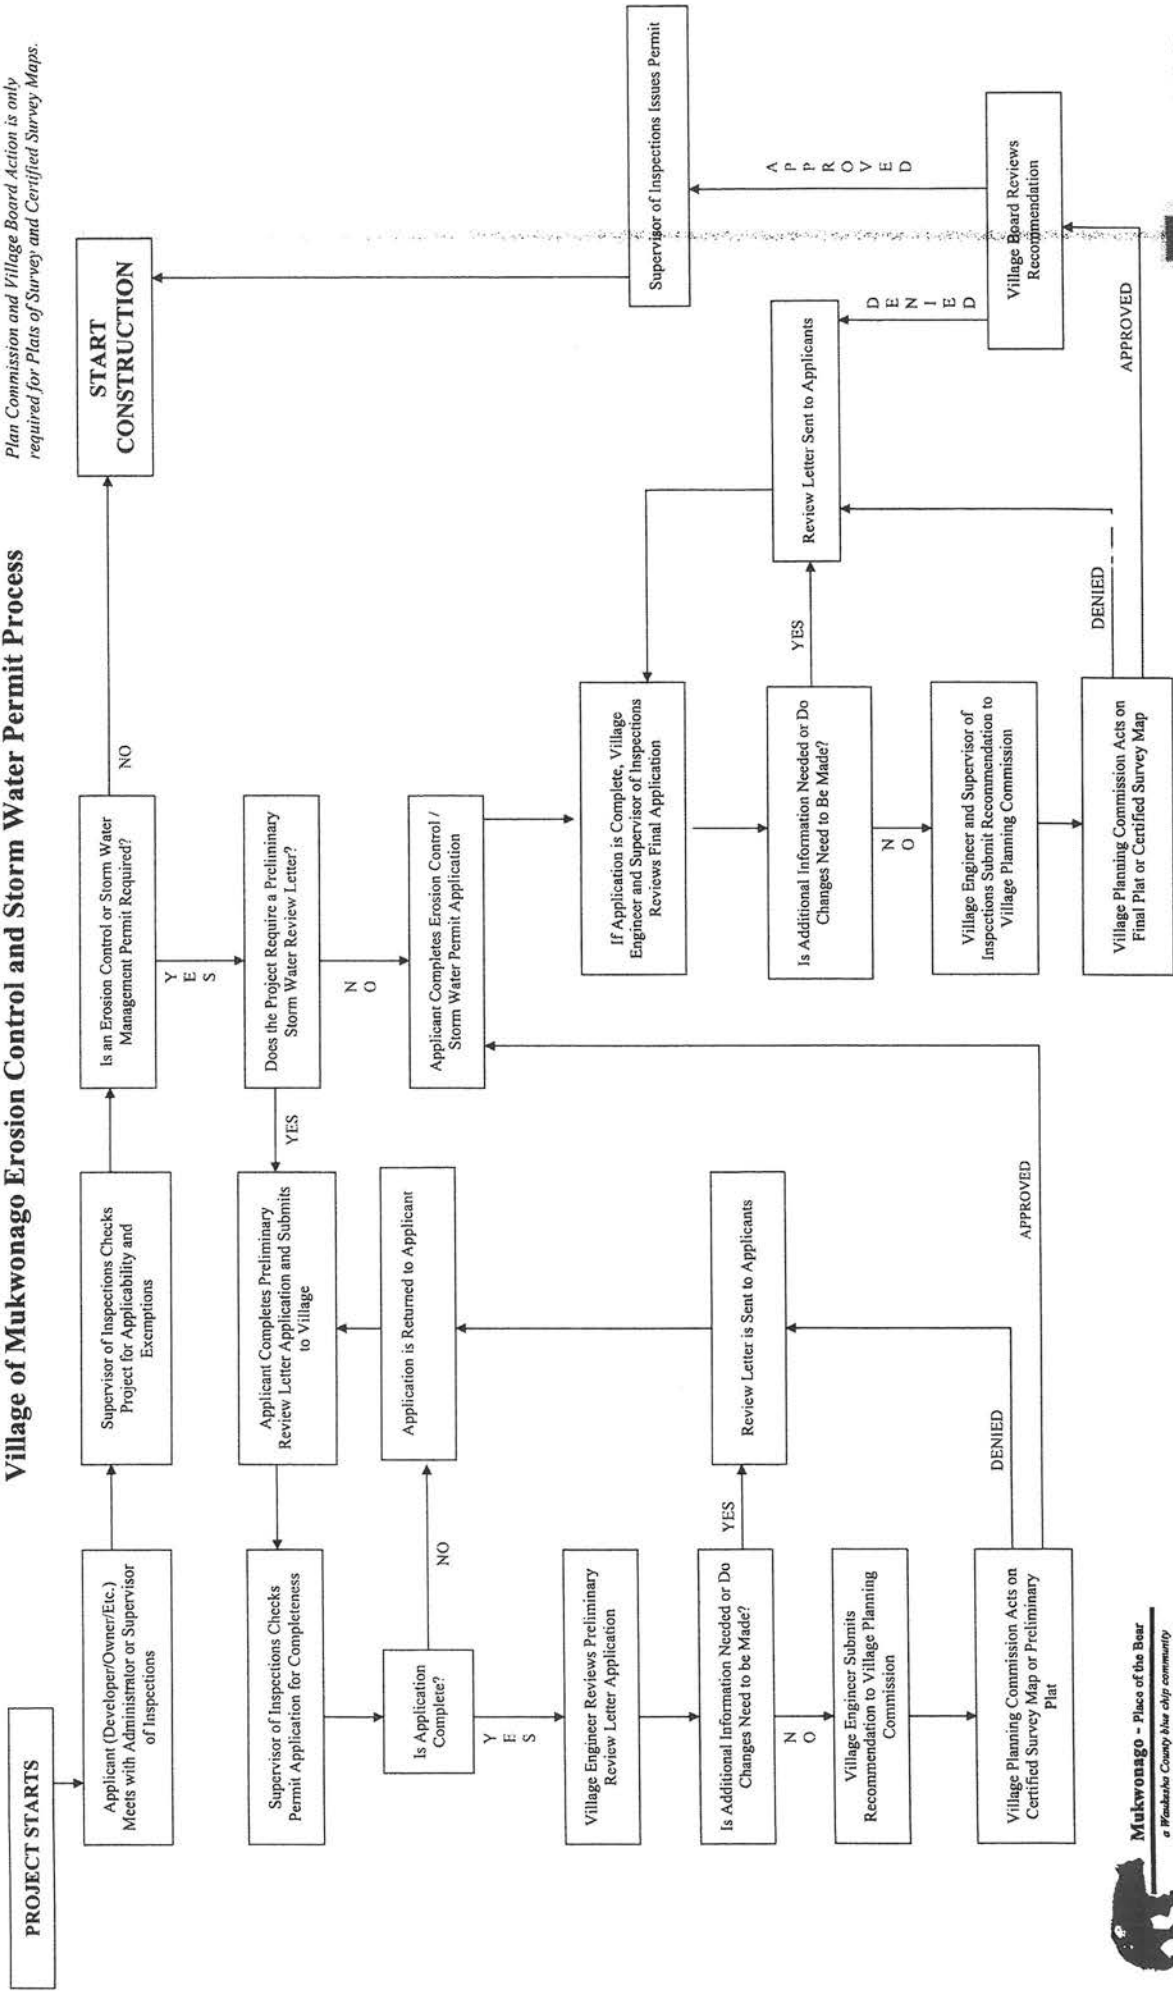 Village of Mukwonago Erosion Control and Storm Water Permit Process
Plan Commission and Village Board Action is only
required for Plats of Survey and Certified Survey Maps.
PROJECT STARTS
Applicant (Developer/Owner/Etc.)
Meets with Administrator or Supervisor
of Inspections
Supervisor of Inspections Checks
Project for Applicability and
Exemptions
Is an Erosion Control or Storm Water
Management Permit Required?
NO
START
CONSTRUCTION
YES
Does the Project Require a Preliminary
Storm Water Review Letter?
YES
NO
Applicant Completes Preliminary
Review Letter Application and Submits
to Village
Supervisor of Inspections Checks
Permit Application for Completeness
Is Application
Complete?
NO
Application is Returned to Applicant
YES
Village Engineer Reviews Preliminary
Review Letter Application
Is Additional Information Needed or Do
Changes Need to be Made?
YES
Review Letter is Sent to Applicants
NO
Village Engineer Submits
Recommendation to Village Planning
Commission
Village Planning Commission Acts on
Certified Survey Map or Preliminary
Plat
DENIED
APPROVED
Applicant Completes Erosion Control /
Storm Water Permit Application
If Application is Complete, Village
Engineer and Supervisor of Inspections
Reviews Final Application
Is Additional Information Needed or Do
Changes Need to Be Made?
YES
Review Letter Sent to Applicants
NO
Village Engineer and Supervisor of
Inspections Submit Recommendation to
Village Planning Commission
Village Planning Commission Acts on
Final Plat or Certified Survey Map
DENIED
APPROVED
Village Board Reviews
Recommendation
DENIED
APPROVED
Supervisor of Inspections Issues Permit
Mukwonago - Place of the Bear
a Waukesha County blue chip community